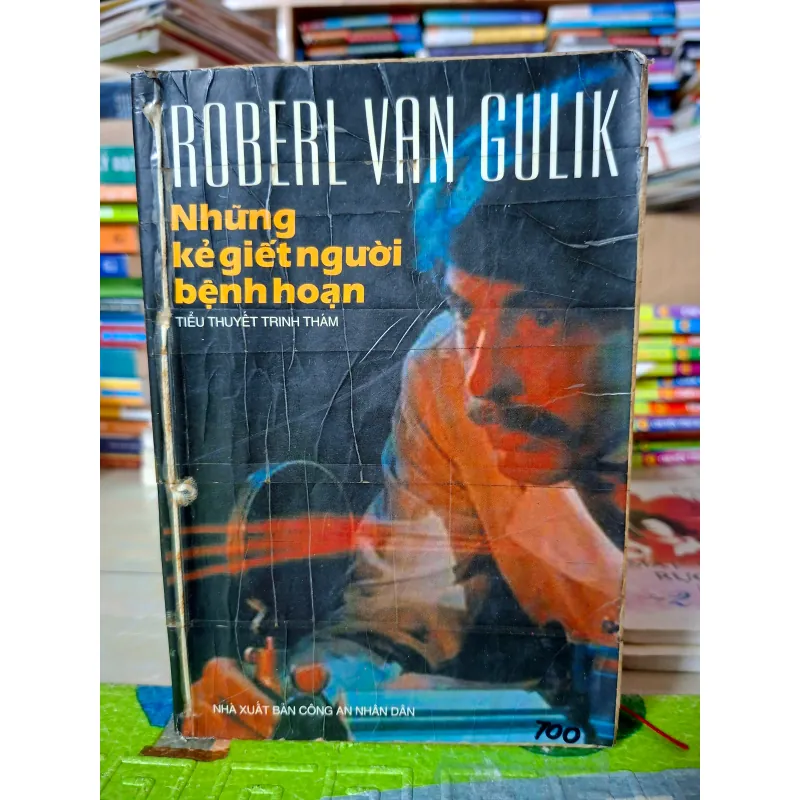 ROBERL VAN GULIK
Những
kẻ giết người
bệnh hoạn
TIỂU THUYẾT TRINH THÁM
NHÀ XUẤT BẢN CÔNG AN NHÂN DÂN
700